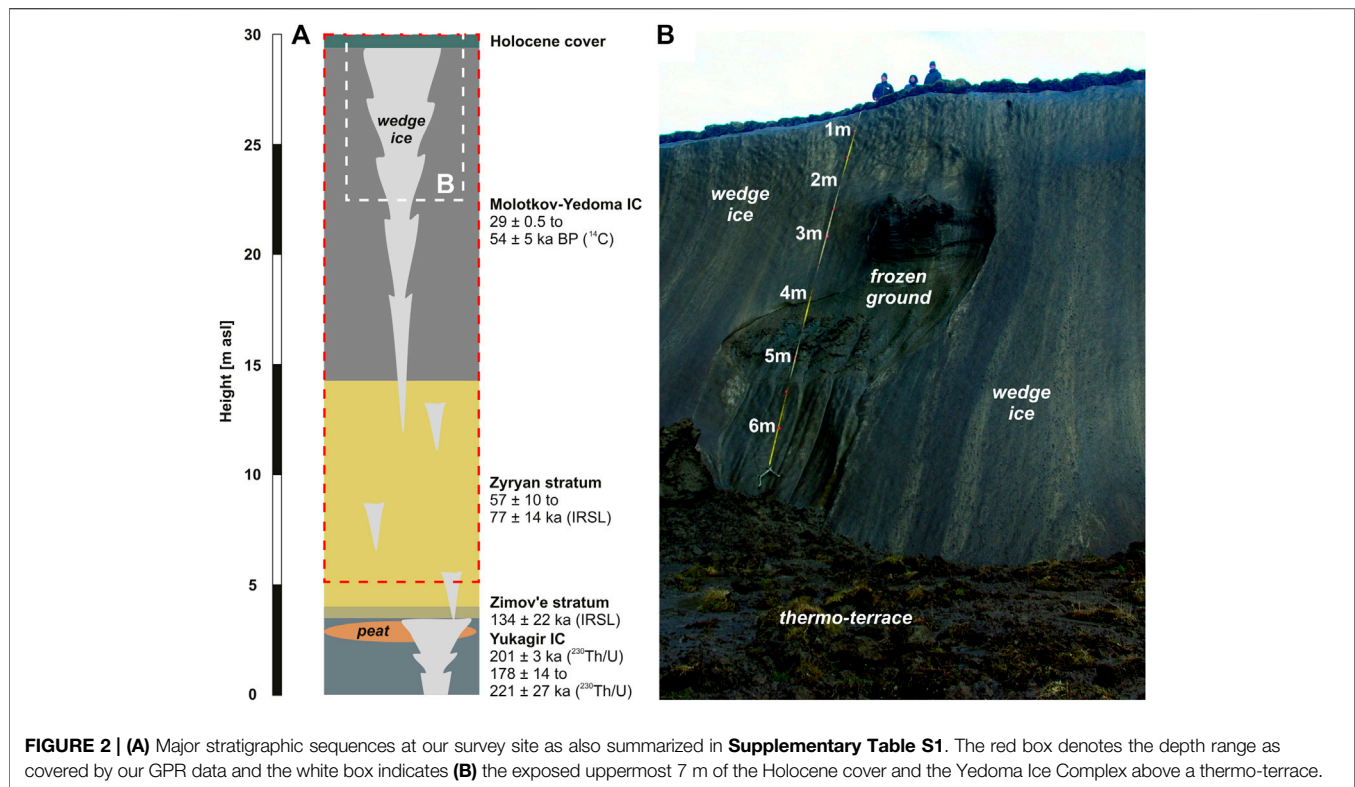 A
30
25
20
15
10
5
0
Height [m asl]
wedge
ice
B
peat
Holocene cover
Molotkov-Yedoma IC
29 ± 0.5 to
54 ± 5 ka BP (¹⁴C)
Zyryan stratum
57 ± 10 to
77 ± 14 ka (IRSL)
Zimov'e stratum
134 ± 22 ka (IRSL)
Yukagir IC
201 ± 3 ka (²³⁰Th/U)
178 ± 14 to
221 ± 27 ka (²³⁰Th/U)
B
1m
2m
3m
4m
5m
6m
wedge
ice
frozen
ground
wedge
ice
thermo-terrace
FIGURE 2 | (A) Major stratigraphic sequences at our survey site as also summarized in Supplementary Table S1. The red box denotes the depth range as
covered by our GPR data and the white box indicates (B) the exposed uppermost 7 m of the Holocene cover and the Yedoma Ice Complex above a thermo-terrace.